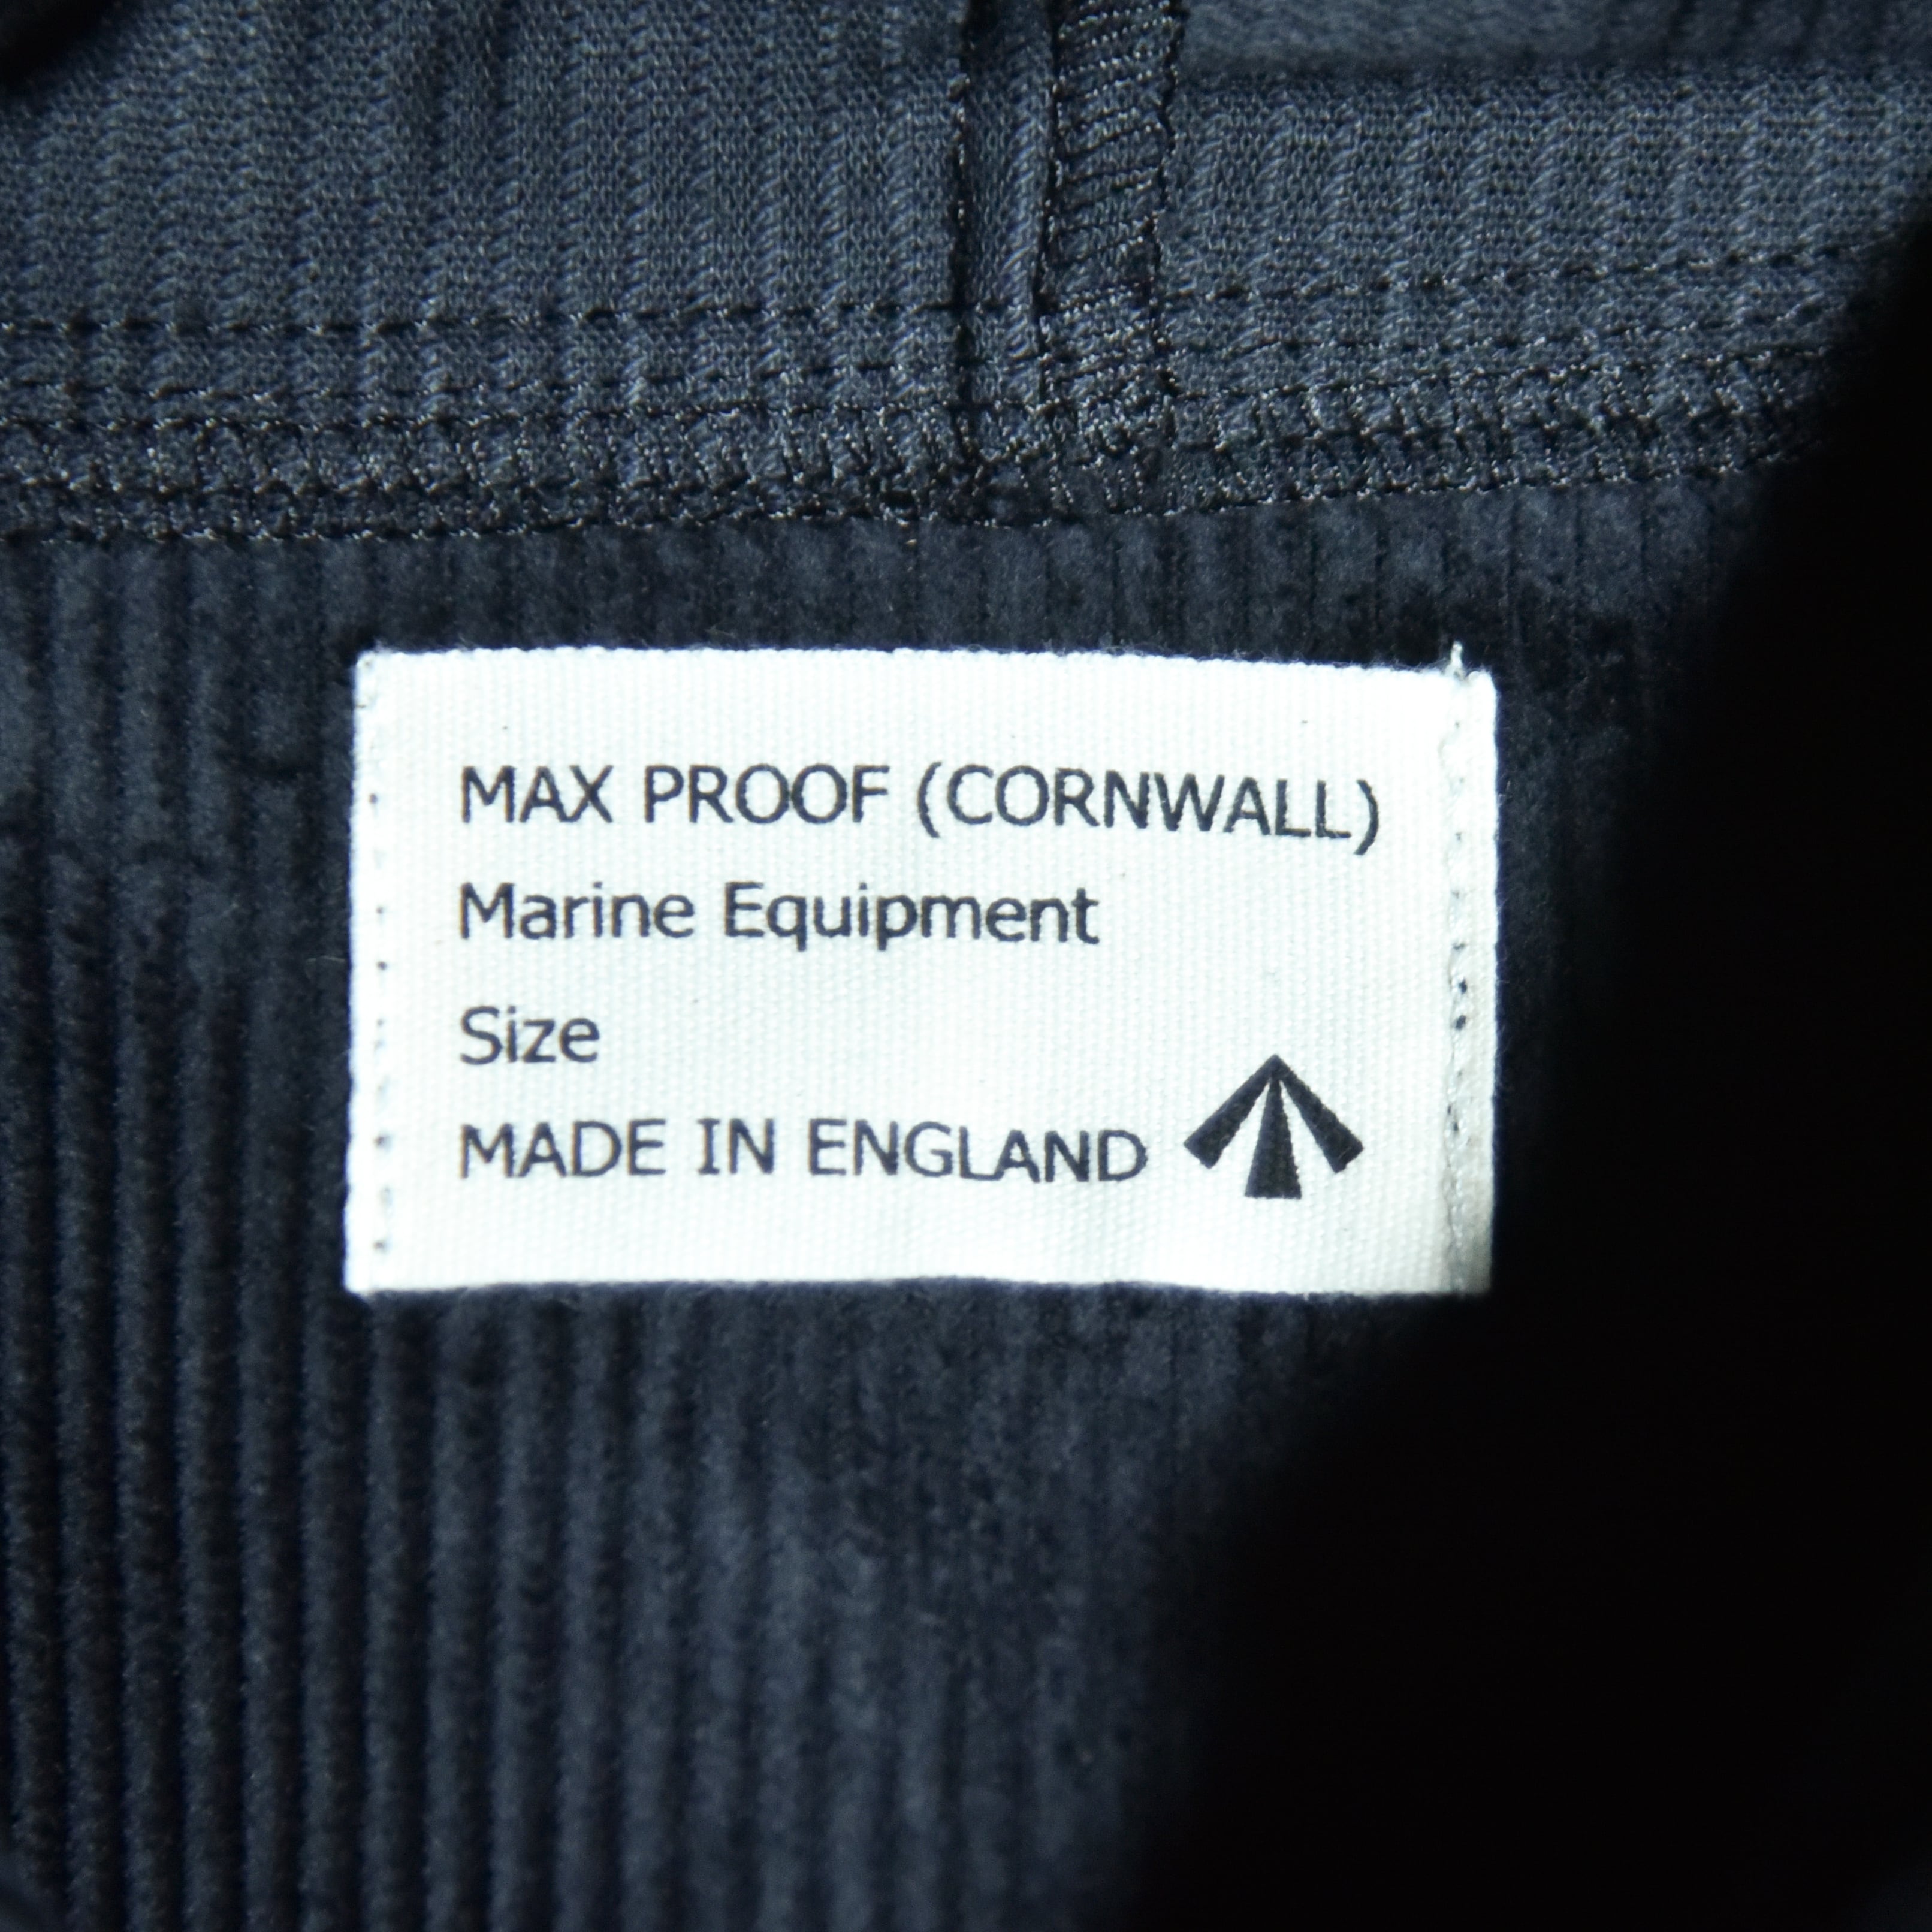 MAX PROOF (CORNWALL)
Marine Equipment
Size
MADE IN ENGLAND